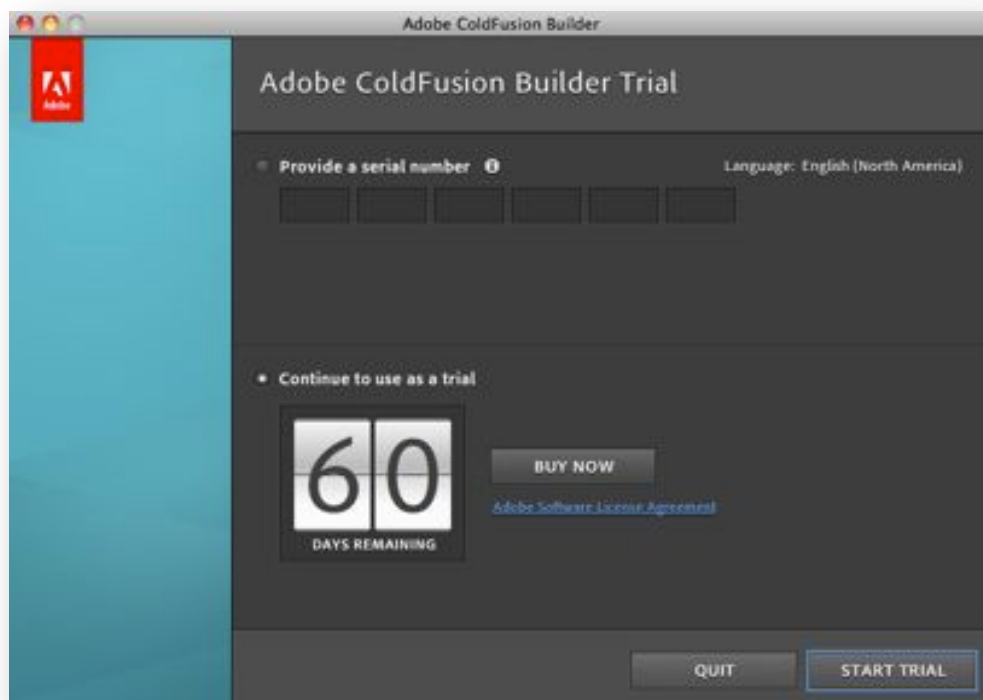 Adobe ColdFusion Builder
Adobe
Adobe ColdFusion Builder Trial
Provide a serial number
Language: English (North America)
Continue to use as a trial
60
DAYS REMAINING
BUY NOW
Adobe Software License Agreement
QUIT
START TRIAL